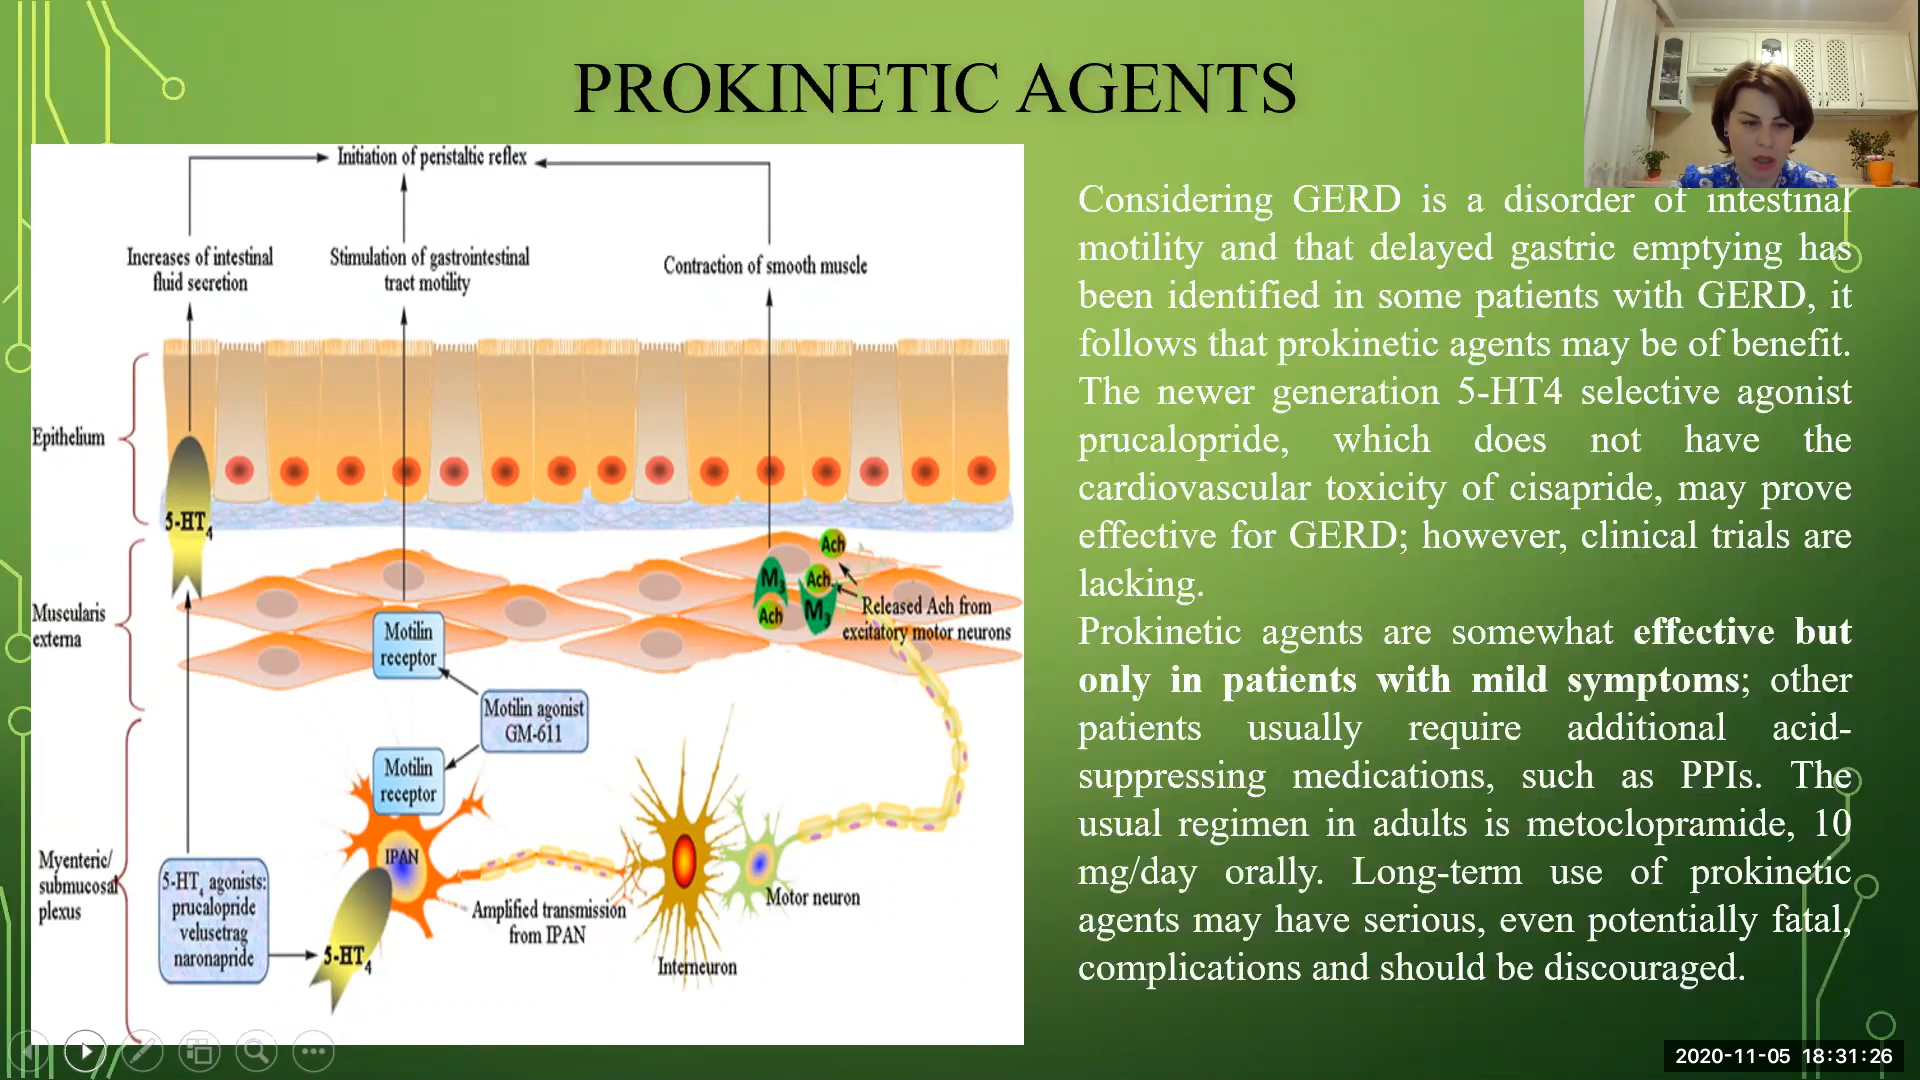 PROKINETIC AGENTS
Initiation of peristaltic reflex
Increases of intestinal
fluid secretion
Stimulation of gastrointestinal
tract motility
Contraction of smooth muscle
Epithelium
5-HT4
Muscularis
externa
Motilin
receptor
Motilin agonist
GM-611
Motilin
receptor
Ach
M3
Ach
Ach
M3
Released Ach from
excitatory motor neurons
Myenteric/
submucosal
plexus
5-HT4 agonists:
prucalopride
velusetrag
naronapride
5-HT4
IPAN
Amplified transmission
from IPAN
Interneuron
Motor neuron
Considering GERD is a disorder of intestinal
motility and that delayed gastric emptying has
been identified in some patients with GERD, it
follows that prokinetic agents may be of benefit.
The newer generation 5-HT4 selective agonist
prucalopride, which does not have the
cardiovascular toxicity of cisapride, may prove
effective for GERD; however, clinical trials are
lacking.
Prokinetic agents are somewhat effective but
only in patients with mild symptoms; other
patients usually require additional acid-
suppressing medications, such as PPIs. The
usual regimen in adults is metoclopramide, 10
mg/day orally. Long-term use of prokinetic
agents may have serious, even potentially fatal,
complications and should be discouraged.
2020-11-05 18:31:26